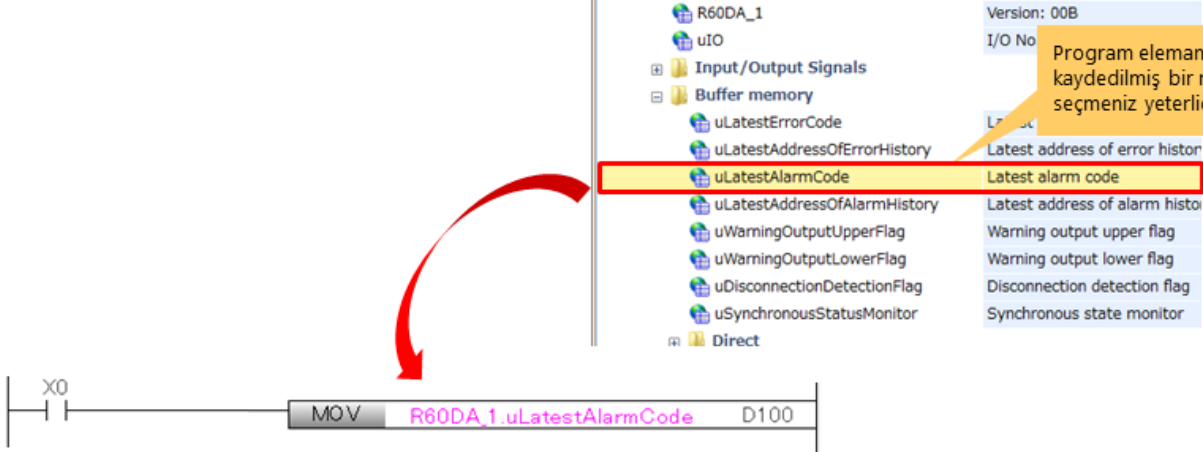 R60DA_1 Version: 00B
uIO I/O No
Program eleman
kaydedilmiş bir
seçmeniz yeterli
Input/Output Signals
Buffer memory
uLatestErrorCode
uLatestAddressOfErrorHistory Latest address of error histor
uLatestAlarmCode Latest alarm code
uLatestAddressOfAlarmHistory Latest address of alarm histo
uWarningOutputUpperFlag Warning output upper flag
uWarningOutputLowerFlag Warning output lower flag
uDisconnectionDetectionFlag Disconnection detection flag
uSynchronousStatusMonitor Synchronous state monitor
Direct
X0
MOV R60DA_1.uLatestAlarmCode D100